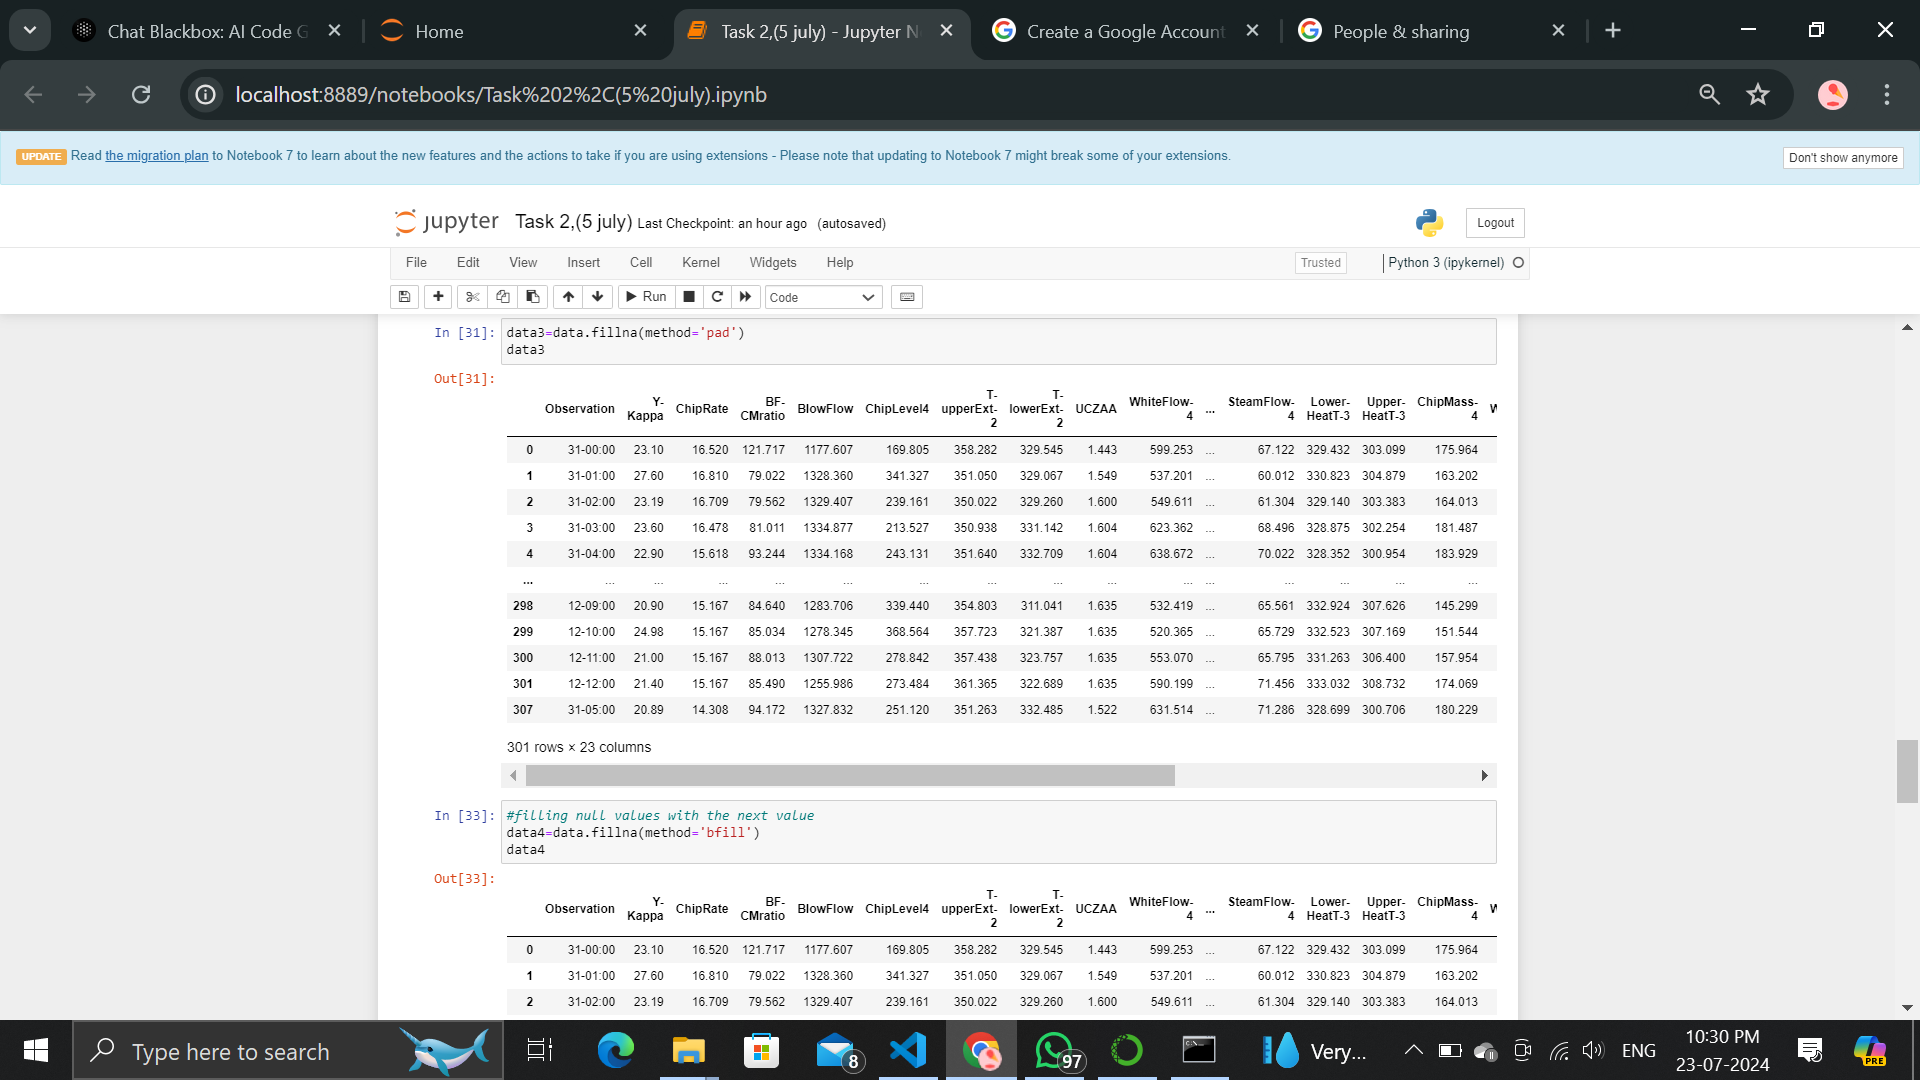 Chat Blackbox: AI Code G
Home
Task 2,(5 july) - Jupyter N
Create a Google Account
People & sharing
localhost:8889/notebooks/Task%202%2C(5%20july).ipynb
UPDATE Read the migration plan to Notebook 7 to learn about the new features and the actions to take if you are using extensions - Please note that updating to Notebook 7 might break some of your extensions.
Don't show anymore
jupyter Task 2,(5 july) Last Checkpoint: an hour ago (autosaved)
Logout
File Edit View Insert Cell Kernel Widgets Help
Trusted
Python 3 (ipykernel)
Run
Code
In [31]: data3=data.fillna(method='pad')
data3
Out[31]:
Observation Y-Kappa ChipRate BF-CMratio BlowFlow ChipLevel4 T-upperExt-2 T-lowerExt-2 UCZAA WhiteFlow-4 ... SteamFlow-4 Lower-HeatT-3 Upper-HeatT-3 ChipMass-4 W
0 31-00:00 23.10 16.520 121.717 1177.607 169.805 358.282 329.545 1.443 599.253 ... 67.122 329.432 303.099 175.964
1 31-01:00 27.60 16.810 79.022 1328.360 341.327 351.050 329.067 1.549 537.201 ... 60.012 330.823 304.879 163.202
2 31-02:00 23.19 16.709 79.562 1329.407 239.161 350.022 329.260 1.600 549.611 ... 61.304 329.140 303.383 164.013
3 31-03:00 23.60 16.478 81.011 1334.877 213.527 350.938 331.142 1.604 623.362 ... 68.496 328.875 302.254 181.487
4 31-04:00 22.90 15.618 93.244 1334.168 243.131 351.640 332.709 1.604 638.672 ... 70.022 328.352 300.954 183.929
... ... ... ... ... ... ... ... ... ... ... ... ... ... ... ...
298 12-09:00 20.90 15.167 84.640 1283.706 339.440 354.803 311.041 1.635 532.419 ... 65.561 332.924 307.626 145.299
299 12-10:00 24.98 15.167 85.034 1278.345 368.564 357.723 321.387 1.635 520.365 ... 65.729 332.523 307.169 151.544
300 12-11:00 21.00 15.167 88.013 1307.722 278.842 357.438 323.757 1.635 553.070 ... 65.795 331.263 306.400 157.954
301 12-12:00 21.40 15.167 85.490 1255.986 273.484 361.365 322.689 1.635 590.199 ... 71.456 333.032 308.732 174.069
307 31-05:00 20.89 14.308 94.172 1327.832 251.120 351.263 332.485 1.522 631.514 ... 71.286 328.699 300.706 180.229
301 rows × 23 columns
In [33]: #filling null values with the next value
data4=data.fillna(method='bfill')
data4
Out[33]:
Observation Y-Kappa ChipRate BF-CMratio BlowFlow ChipLevel4 T-upperExt-2 T-lowerExt-2 UCZAA WhiteFlow-4 ... SteamFlow-4 Lower-HeatT-3 Upper-HeatT-3 ChipMass-4 W
0 31-00:00 23.10 16.520 121.717 1177.607 169.805 358.282 329.545 1.443 599.253 ... 67.122 329.432 303.099 175.964
1 31-01:00 27.60 16.810 79.022 1328.360 341.327 351.050 329.067 1.549 537.201 ... 60.012 330.823 304.879 163.202
2 31-02:00 23.19 16.709 79.562 1329.407 239.161 350.022 329.260 1.600 549.611 ... 61.304 329.140 303.383 164.013
Type here to search
8
97
Very...
ENG
10:30 PM
23-07-2024
PRE